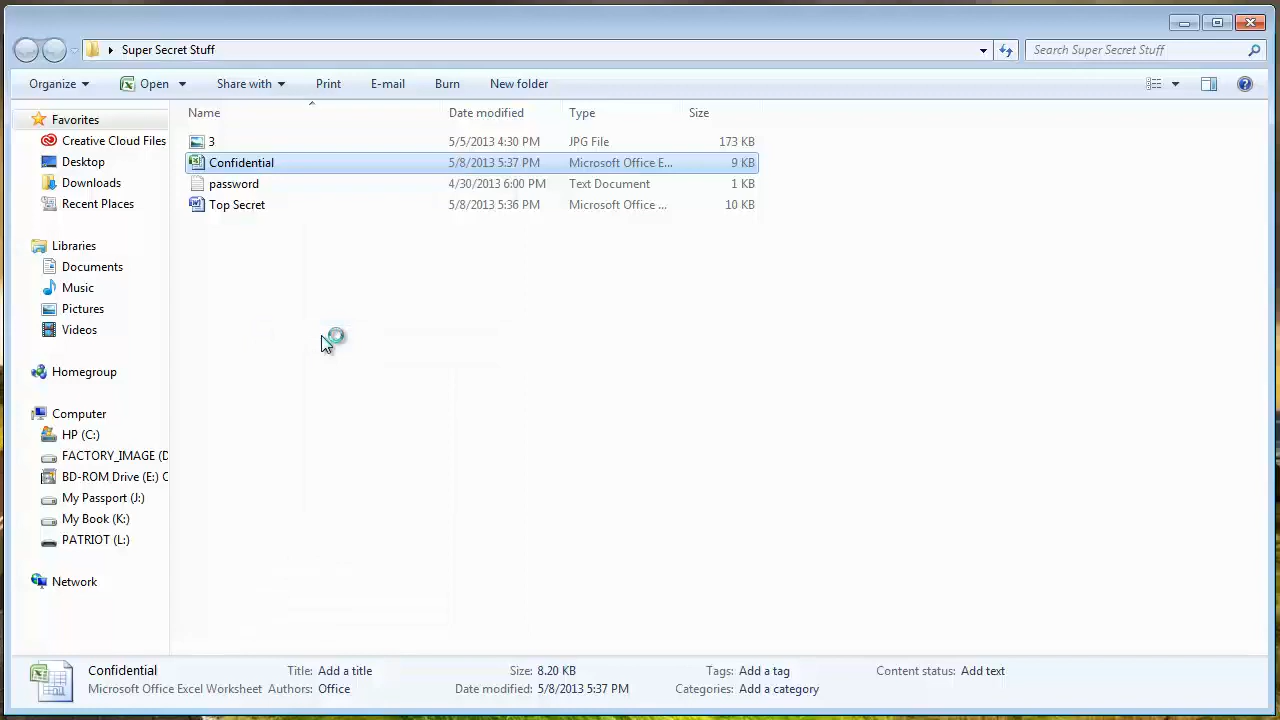 Super Secret Stuff
Search Super Secret Stuff
Organize Open Share with Print E-mail Burn New folder
Name Date modified Type Size
Favorites
Creative Cloud Files
Desktop
Downloads
Recent Places
Libraries
Documents
Music
Pictures
Videos
Homegroup
Computer
HP (C:)
FACTORY_IMAGE (D
BD-ROM Drive (E:) C
My Passport (J:)
My Book (K:)
PATRIOT (L:)
Network
3 5/5/2013 4:30 PM JPG File 173 KB
Confidential 5/8/2013 5:37 PM Microsoft Office E... 9 KB
password 4/30/2013 6:00 PM Text Document 1 KB
Top Secret 5/8/2013 5:36 PM Microsoft Office ... 10 KB
Confidential Title: Add a title Size: 8.20 KB Tags: Add a tag Content status: Add text
Microsoft Office Excel Worksheet Authors: Office Date modified: 5/8/2013 5:37 PM Categories: Add a category